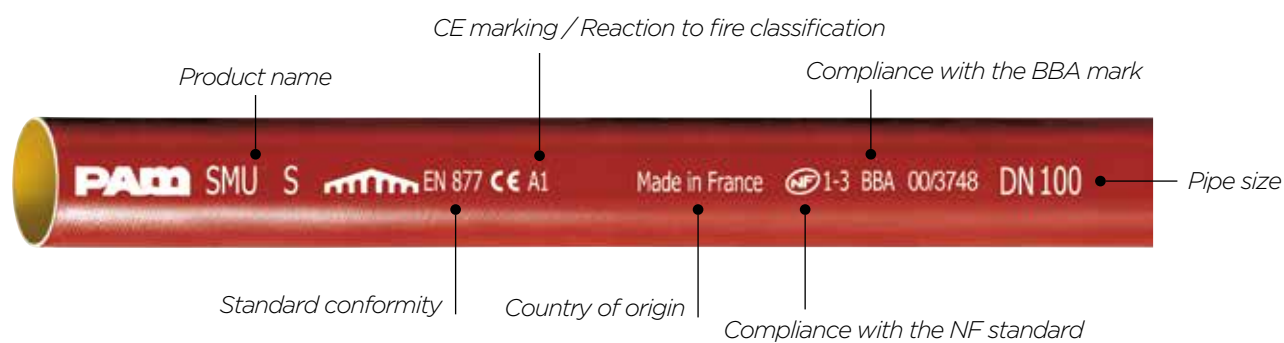 CE marking / Reaction to fire classification
Product name
Compliance with the BBA mark
PAM SMU S EN 877 CE A1 Made in France NF 1-3 BBA 00/3748 DN 100
Pipe size
Standard conformity
Country of origin
Compliance with the NF standard